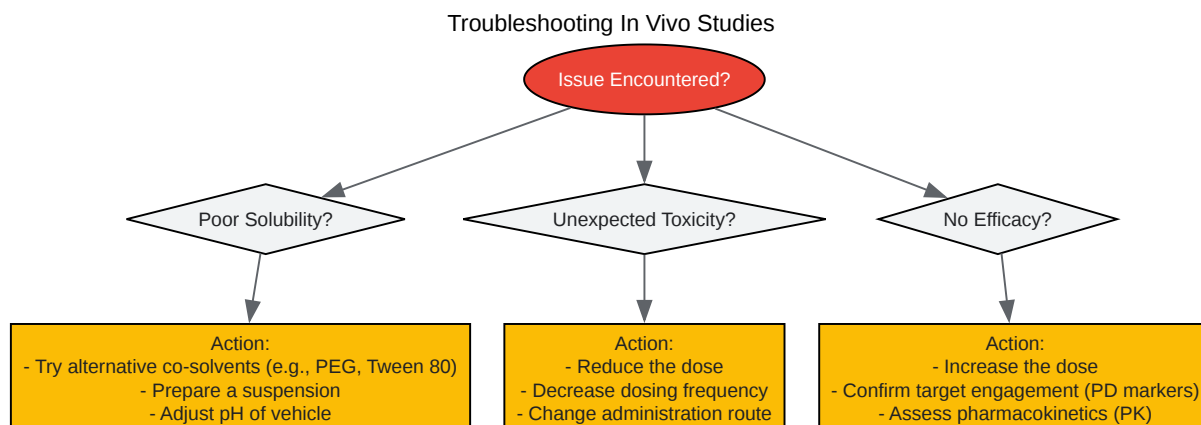 Troubleshooting In Vivo Studies
Issue Encountered?
Poor Solubility?
Unexpected Toxicity?
No Efficacy?
Action:
- Try alternative co-solvents (e.g., PEG, Tween 80)
- Prepare a suspension
- Adjust pH of vehicle
Action:
- Reduce the dose
- Decrease dosing frequency
- Change administration route
Action:
- Increase the dose
- Confirm target engagement (PD markers)
- Assess pharmacokinetics (PK)